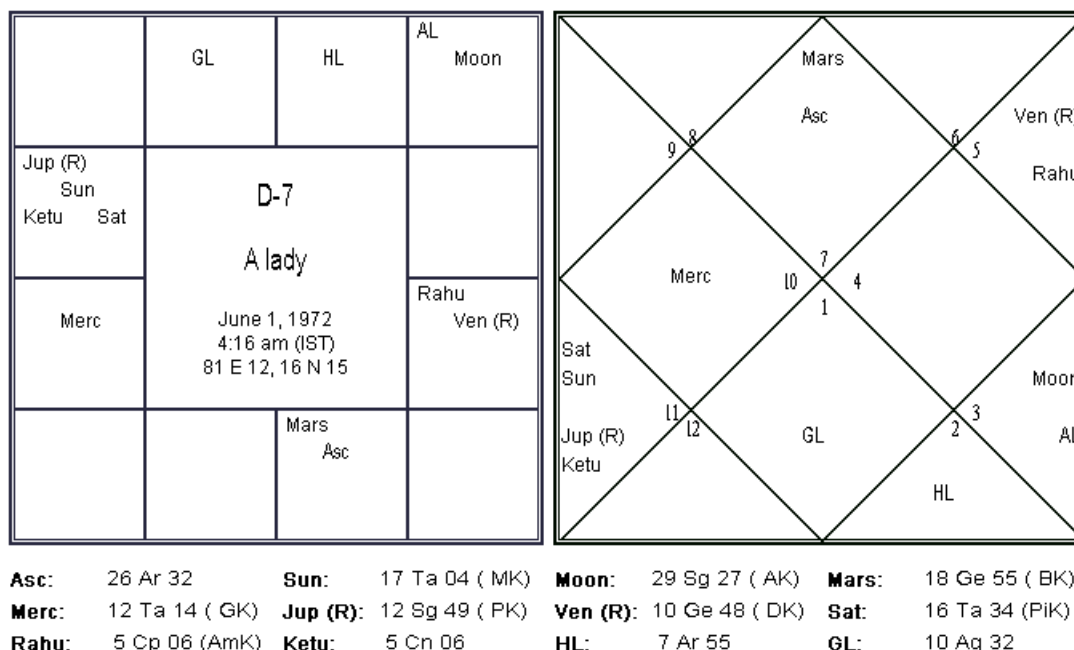 GL
HL
AL
Moon
Jup (R)
Sun
Ketu Sat
Merc
D-7
A lady
June 1, 1972
4:16 am (IST)
81 E 12, 16 N 15
Rahu
Ven (R)
Mars
Asc
Mars
Asc
Ven (R)
Rahu
8
9
6
5
7
10
4
1
Merc
Sat
Sun
Jup (R)
Ketu
11
12
GL
3
2
Moon
AL
HL
Asc: 26 Ar 32 Sun: 17 Ta 04 ( MK) Moon: 29 Sg 27 ( AK) Mars: 18 Ge 55 ( BK)
Merc: 12 Ta 14 ( GK) Jup (R): 12 Sg 49 ( PK) Ven (R): 10 Ge 48 ( DK) Sat: 16 Ta 34 (PiK)
Rahu: 5 Cp 06 (AmK) Ketu: 5 Cn 06 HL: 7 Ar 55 GL: 10 Aq 32